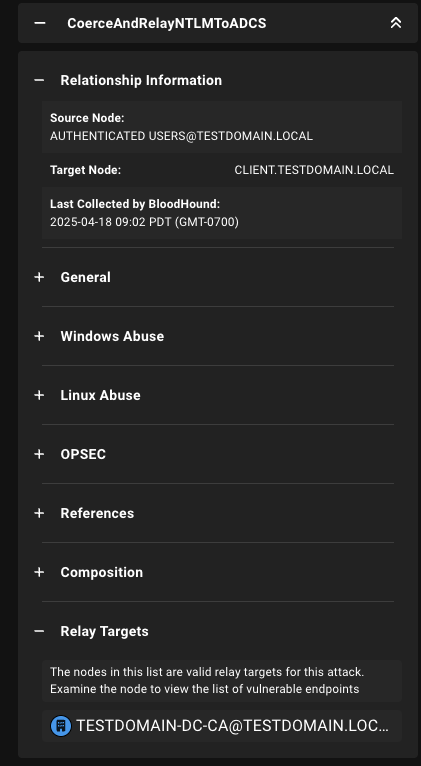 CoerceAndRelayNTLMToADCS
Relationship Information
Source Node:
AUTHENTICATED USERS@TESTDOMAIN.LOCAL
Target Node: CLIENT.TESTDOMAIN.LOCAL
Last Collected by BloodHound:
2025-04-18 09:02 PDT (GMT-0700)
General
Windows Abuse
Linux Abuse
OPSEC
References
Composition
Relay Targets
The nodes in this list are valid relay targets for this attack.
Examine the node to view the list of vulnerable endpoints
TESTDOMAIN-DC-CA@TESTDOMAIN.LOC...